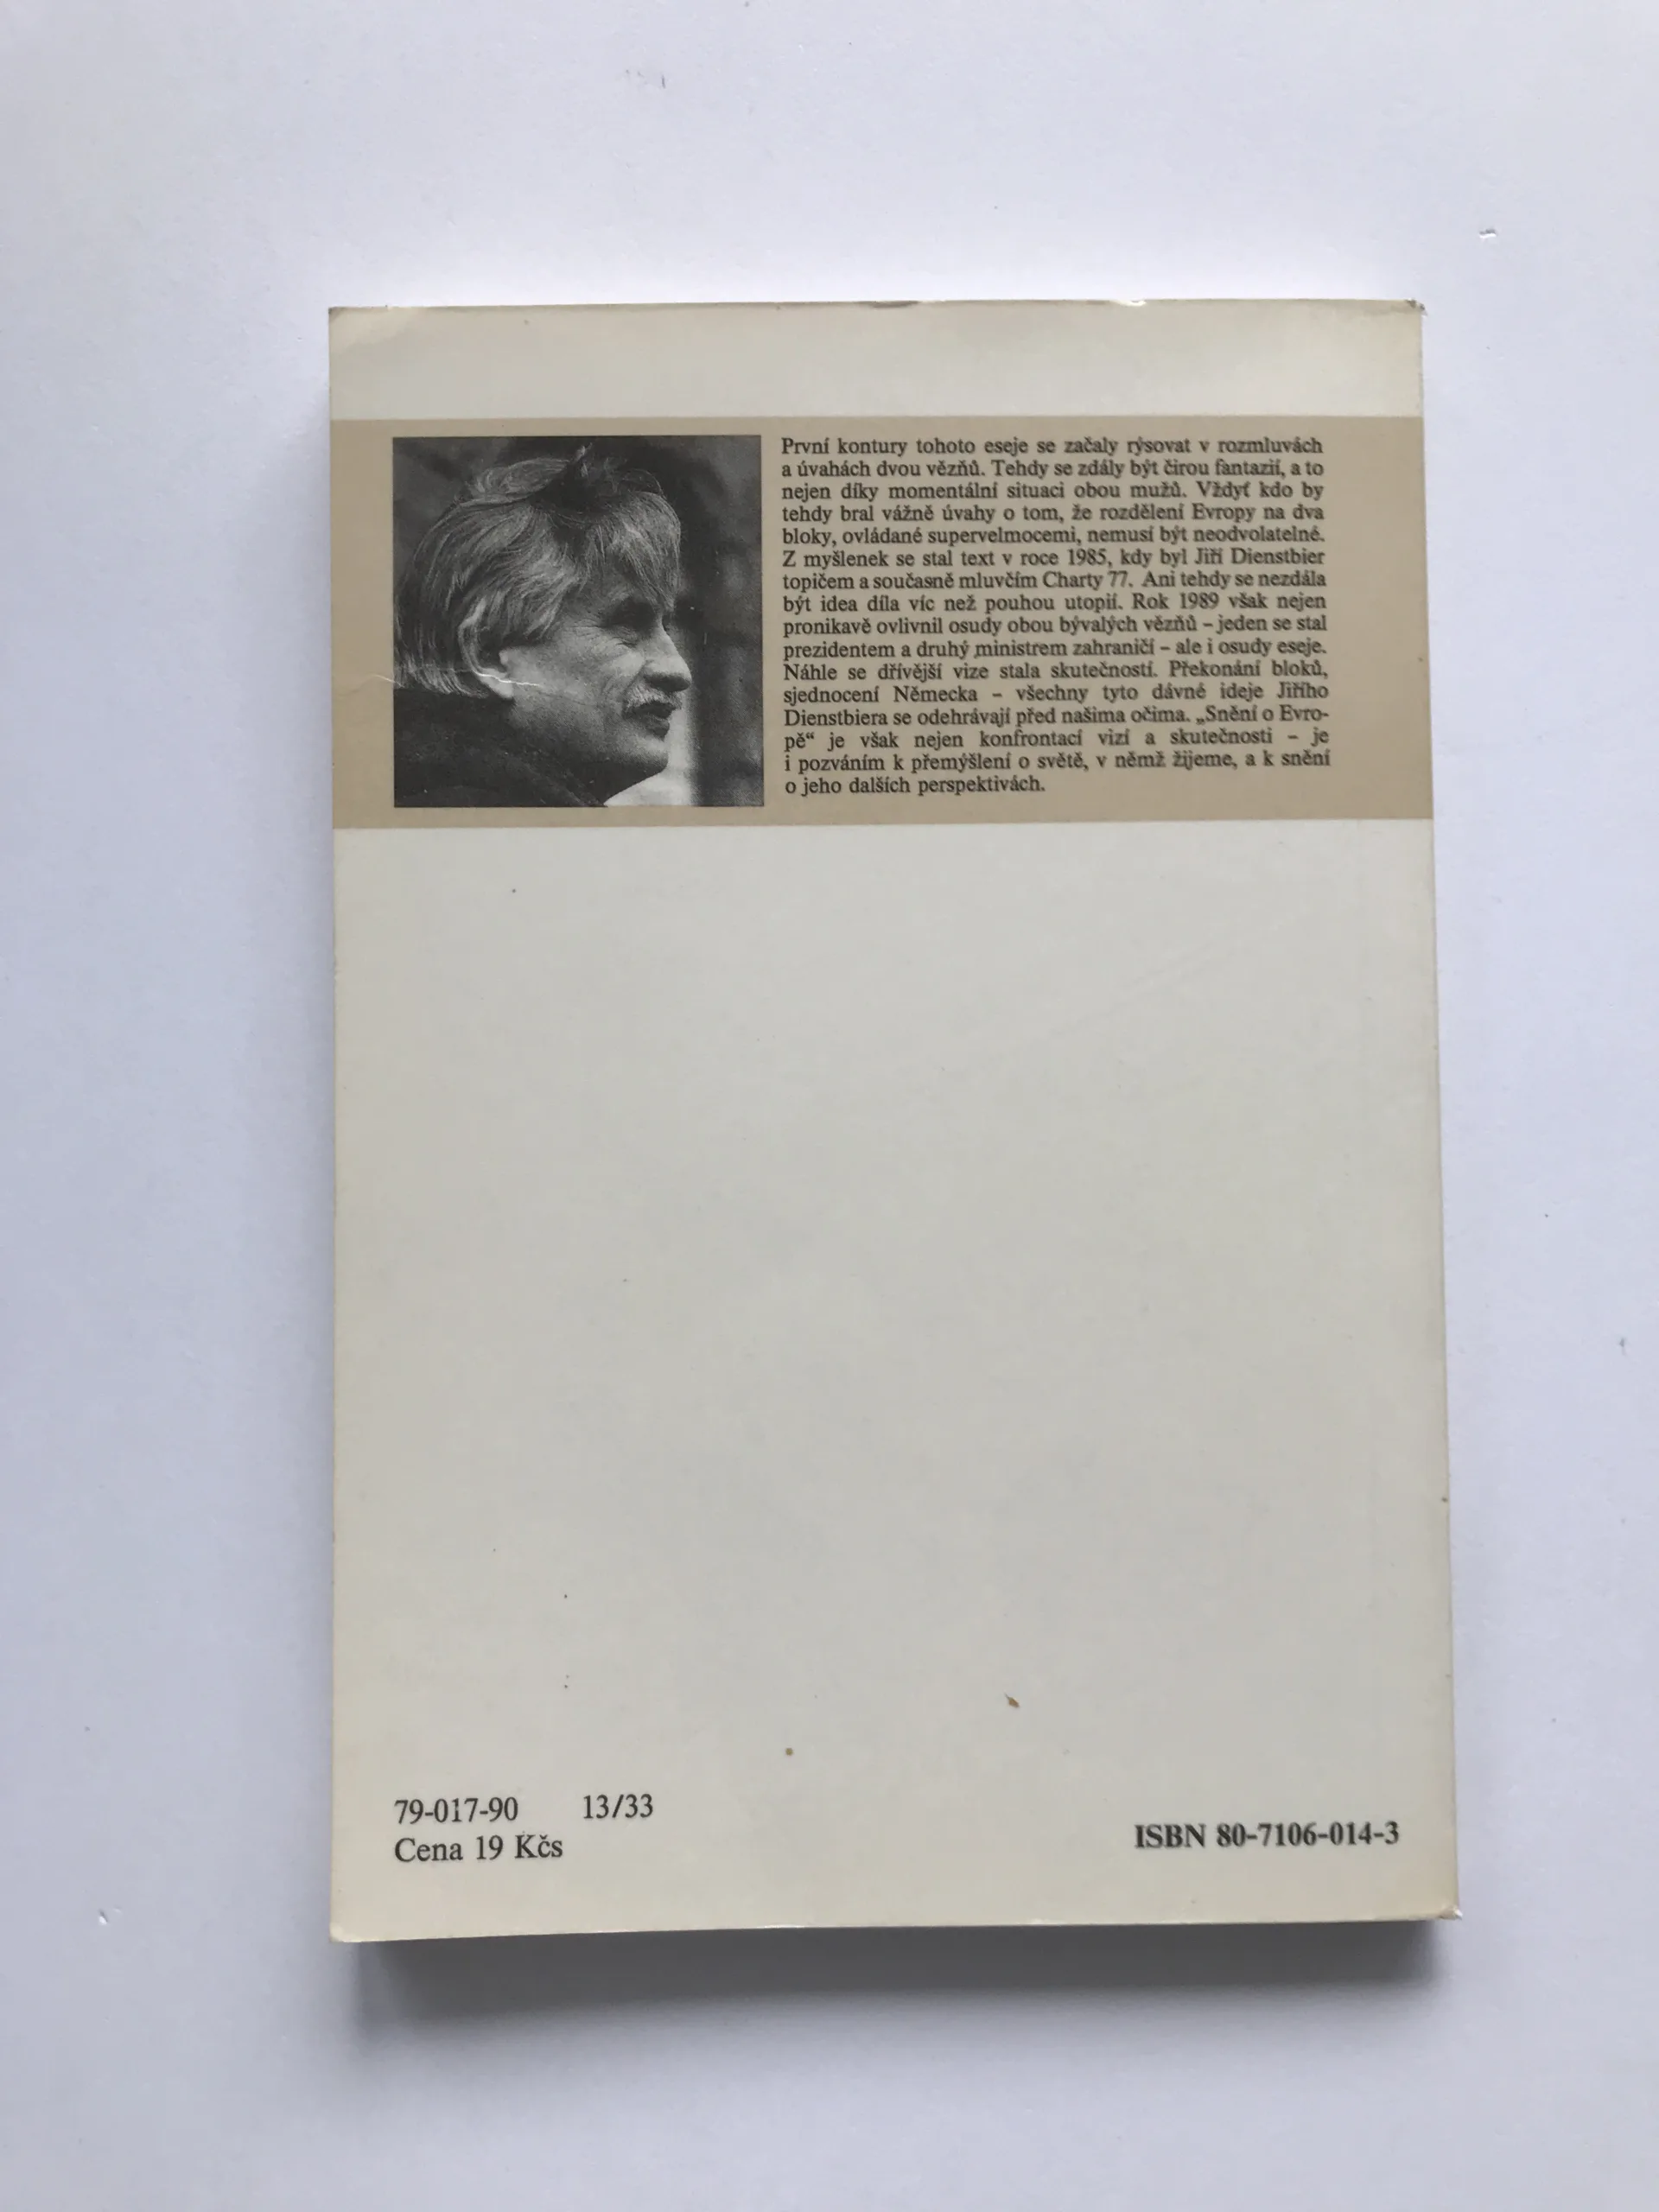 První kontury tohoto eseje se začaly rýsovat v rozmluvách
a úvahách dvou vězňů. Tehdy se zdály být čirou fantazií, a to
nejen díky momentální situaci obou mužů. Vždyť kdo by
tehdy bral vážně úvahy o tom, že rozdělení Evropy na dva
bloky, ovládané supervelmocemi, nemusí být neodvolatelné.
Z myšlenek se stal text v roce 1985, kdy byl Jiří Dienstbier
topičem a současně mluvčím Charty 77. Ani tehdy se nezdála
být idea díla víc než pouhou utopií. Rok 1989 však nejen
pronikavě ovlivnil osudy obou bývalých vězňů – jeden se stal
prezidentem a druhý ministrem zahraničí – ale i osudy eseje.
Náhle se dřívější vize stala skutečností. Překonání bloků,
sjednocení Německa – všechny tyto dávné ideje Jiřího
Dienstbiera se odehrávají před našima očima. „Snění o Evro-
pě“ je však nejen konfrontací vizí a skutečnosti – je
i pozváním k přemýšlení o světě, v němž žijeme, a k snění
o jeho dalších perspektivách.
79-017-90 13/33
Cena 19 Kčs
ISBN 80-7106-014-3